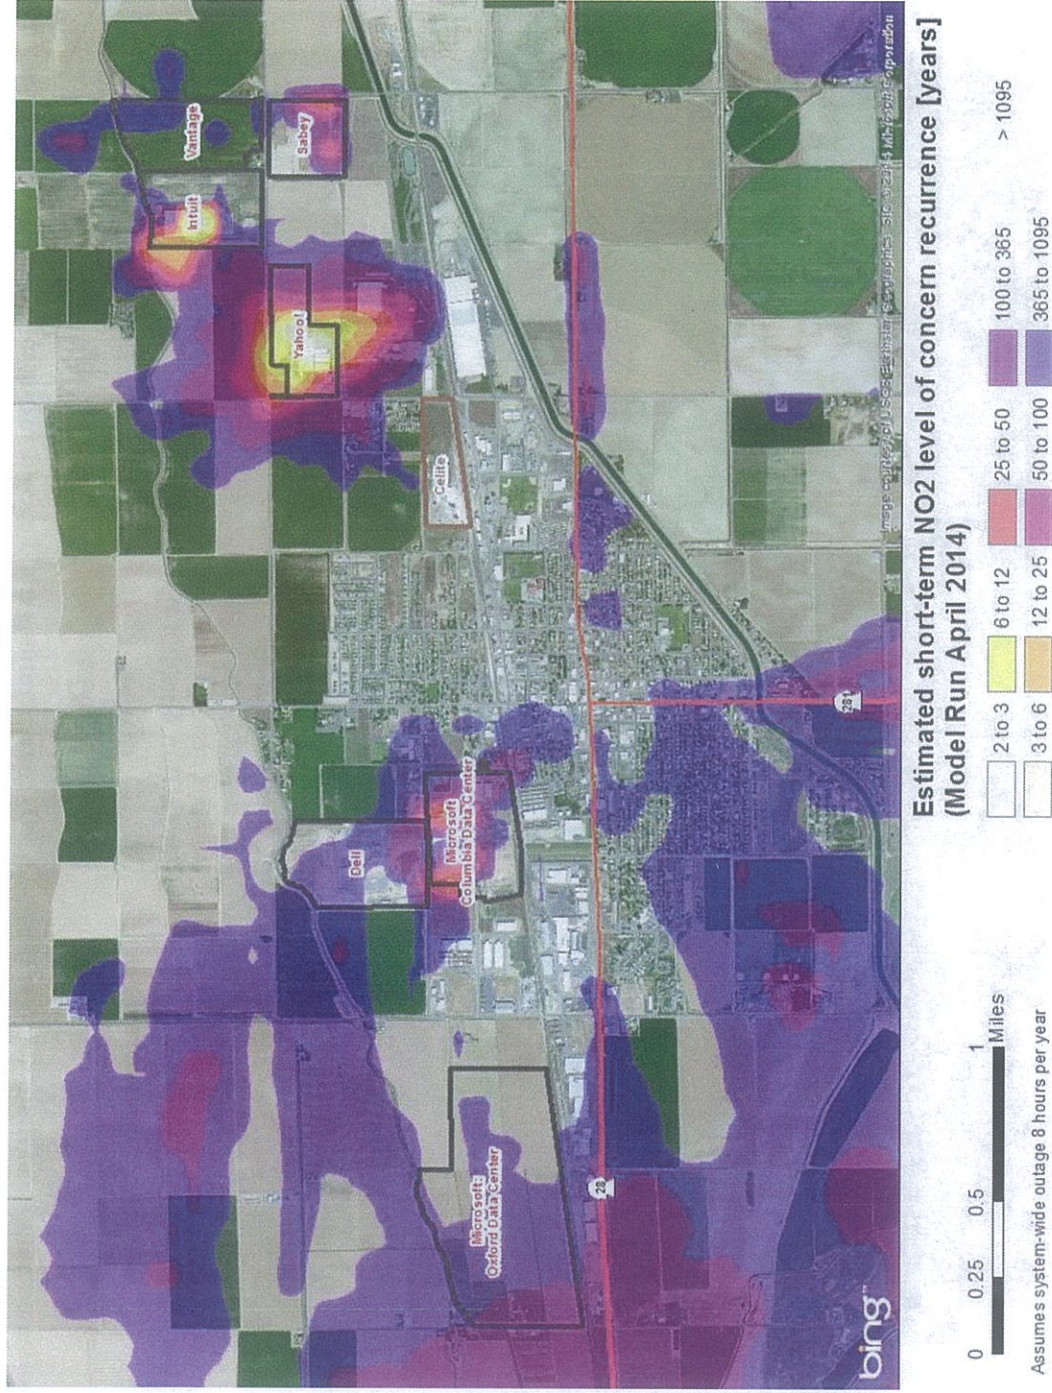 Vantage
Sabey
Intuit
Yahoo!
Celite
Dell
Microsoft
Columbia Data Center
Microsoft:
Oxford Data Center
28
281
bing™
Estimated short-term NO2 level of concern recurrence [years]
(Model Run April 2014)
2 to 3
6 to 12
25 to 50
100 to 365
> 1095
3 to 6
12 to 25
50 to 100
365 to 1095
0 0.25 0.5 1
Miles
Assumes system-wide outage 8 hours per year